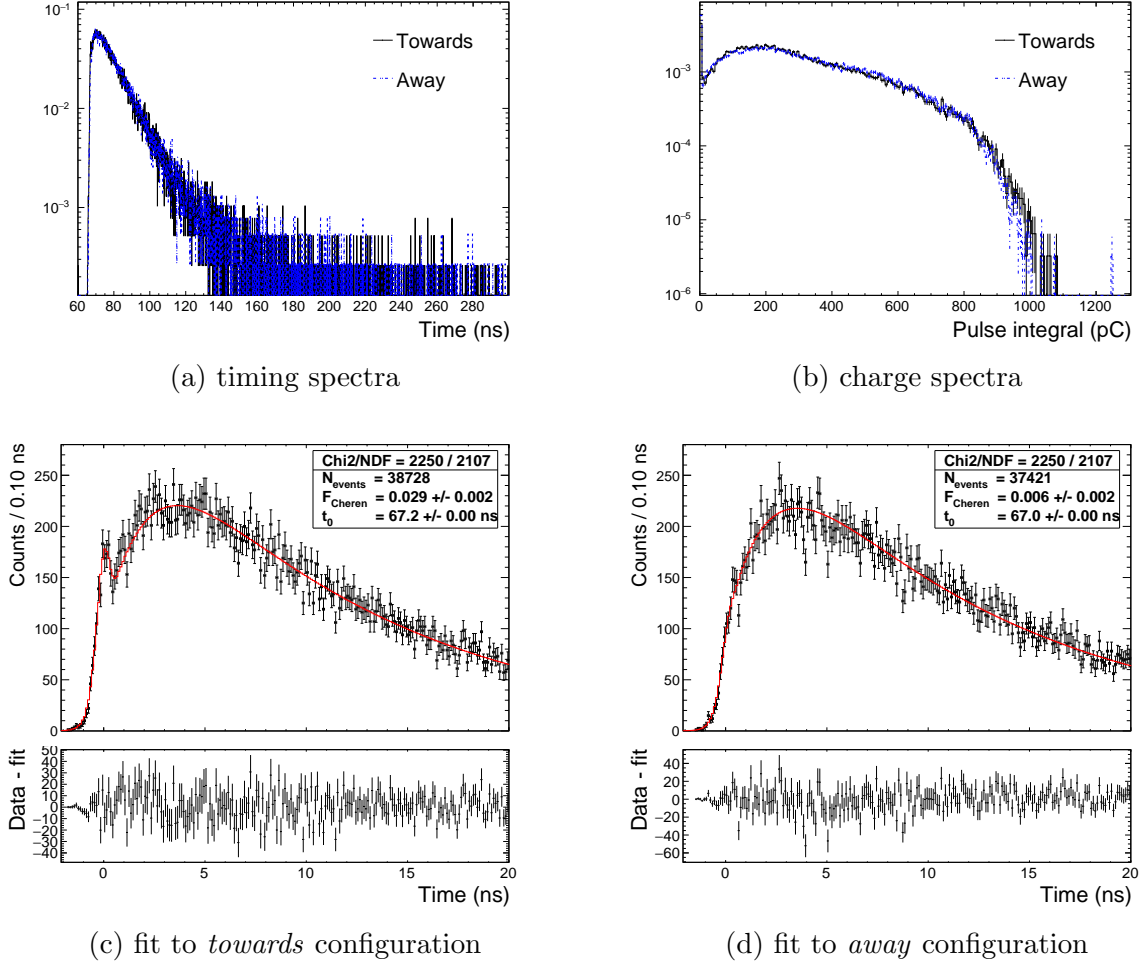 10⁻¹
10⁻²
10⁻³
Towards
Away
60 80 100 120 140 160 180 200 220 240 260 280
Time (ns)
(a) timing spectra
10⁻³
10⁻⁴
10⁻⁵
10⁻⁶
Towards
Away
0 200 400 600 800 1000 1200
Pulse integral (pC)
(b) charge spectra
Counts / 0.10 ns
250
200
150
100
50
0
Chi2/NDF = 2250 / 2107
N_events = 38728
F_Cheren = 0.029 +/- 0.002
t_0 = 67.2 +/- 0.00 ns
Data - fit
50
40
30
20
10
0
−10
−20
−30
−40
0 5 10 15 20
Time (ns)
(c) fit to towards configuration
Counts / 0.10 ns
250
200
150
100
50
0
Chi2/NDF = 2250 / 2107
N_events = 37421
F_Cheren = 0.006 +/- 0.002
t_0 = 67.0 +/- 0.00 ns
Data - fit
40
20
0
−20
−40
−60
0 5 10 15 20
Time (ns)
(d) fit to away configuration